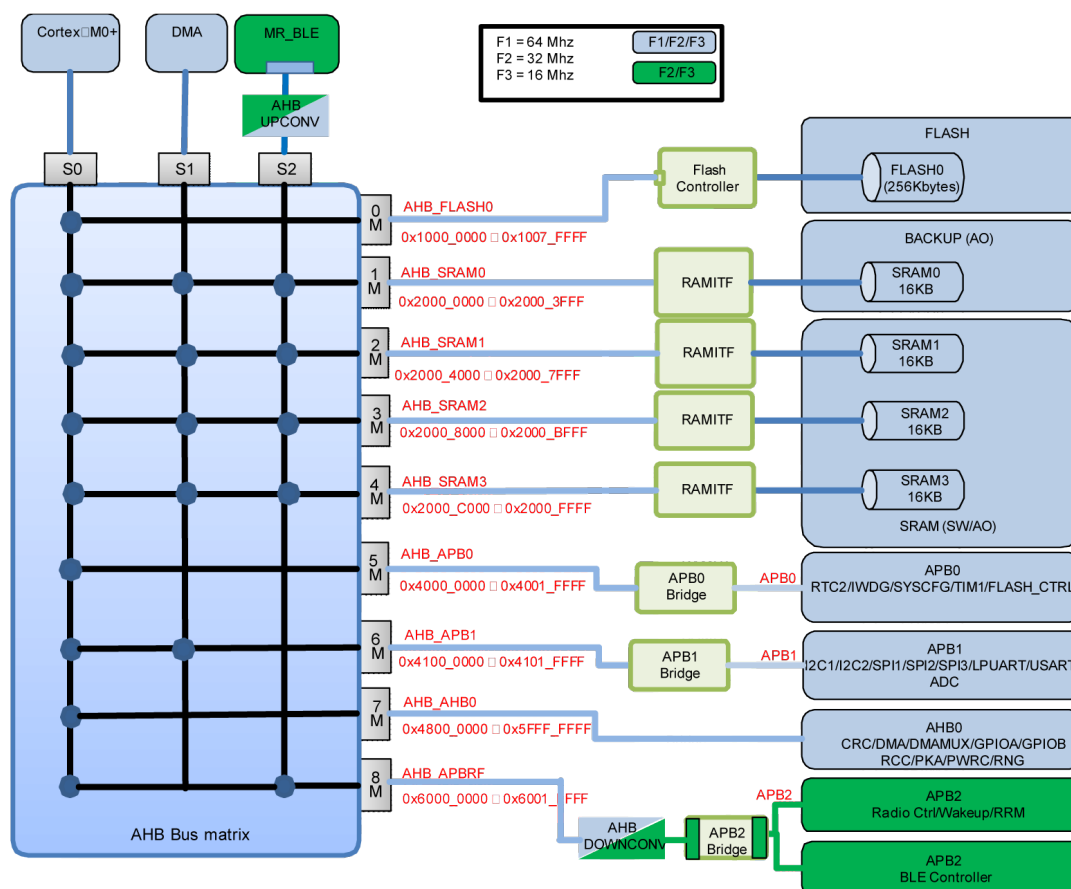 Cortex□M0+
DMA
MR_BLE
F1 = 64 Mhz
F2 = 32 Mhz
F3 = 16 Mhz
F1/F2/F3
F2/F3
AHB
UPCONV
S0
S1
S2
FLASH
Flash
Controller
FLASH0
(256Kbytes)
0
M
AHB_FLASH0
0x1000_0000 □ 0x1007_FFFF
BACKUP (AO)
1
M
AHB_SRAM0
0x2000_0000 □ 0x2000_3FFF
RAMITF
SRAM0
16KB
2
M
AHB_SRAM1
0x2000_4000 □ 0x2000_7FFF
RAMITF
SRAM1
16KB
3
M
AHB_SRAM2
0x2000_8000 □ 0x2000_BFFF
RAMITF
SRAM2
16KB
4
M
AHB_SRAM3
0x2000_C000 □ 0x2000_FFFF
RAMITF
SRAM3
16KB
SRAM (SW/AO)
5
M
AHB_APB0
0x4000_0000 □ 0x4001_FFFF
APB0
Bridge
APB0
APB0
RTC2/IWDG/SYSCFG/TIM1/FLASH_CTRL
6
M
AHB_APB1
0x4100_0000 □ 0x4101_FFFF
APB1
Bridge
APB1
APB1
I2C1/I2C2/SPI1/SPI2/SPI3/LPUART/USART
ADC
7
M
AHB_AHB0
0x4800_0000 □ 0x5FFF_FFFF
AHB0
CRC/DMA/DMAMUX/GPIOA/GPIOB
RCC/PKA/PWRC/RNG
8
M
AHB_APBRF
0x6000_0000 □ 0x6001_FFFF
AHB
DOWNCONV
APB2
Bridge
APB2
APB2
Radio Ctrl/Wakeup/RRM
APB2
BLE Controller
AHB Bus matrix